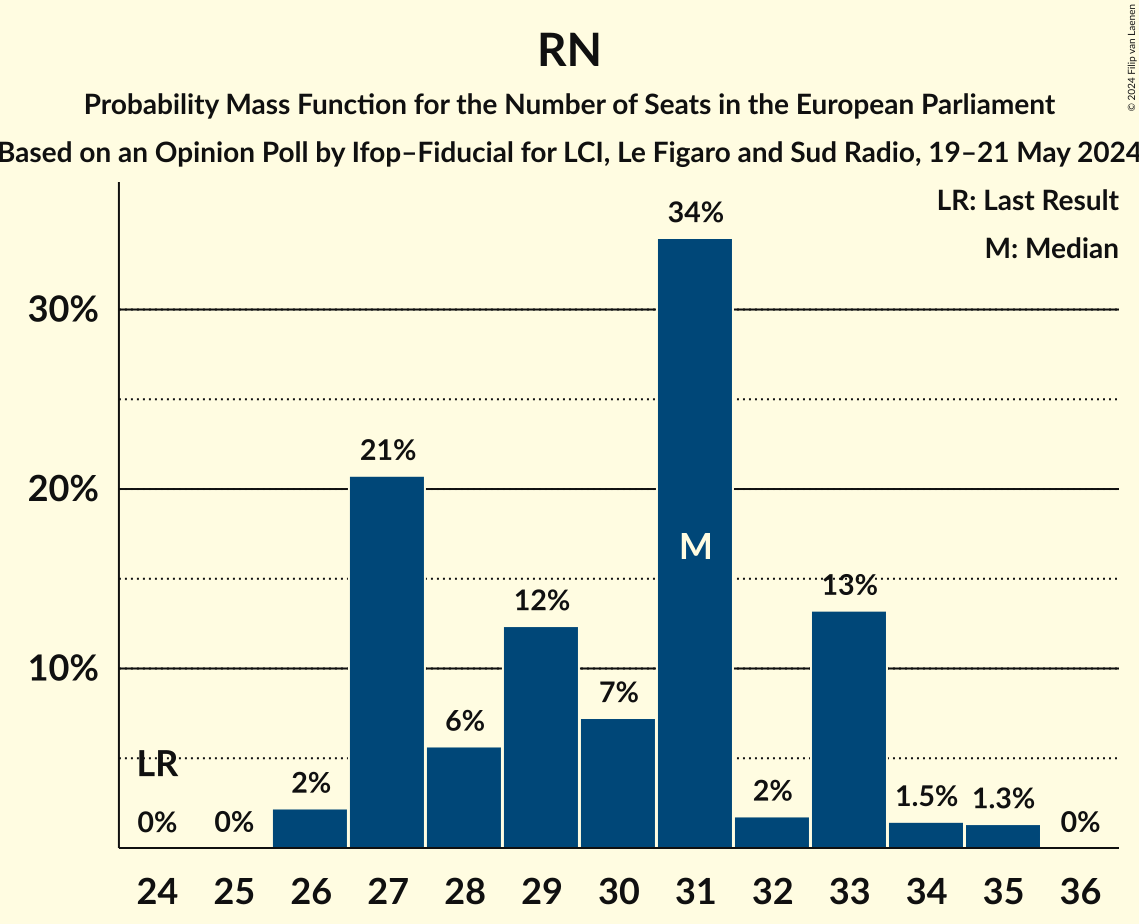 RN
Probability Mass Function for the Number of Seats in the European Parliament
Based on an Opinion Poll by Ifop–Fiducial for LCI, Le Figaro and Sud Radio, 19–21 May 2024
© 2024 Filip van Laenen
LR: Last Result
M: Median
34%
30%
21%
20%
M
13%
12%
10%
7%
6%
LR
2%
2%
1.5%
1.3%
0%
0%
0%
24 25 26 27 28 29 30 31 32 33 34 35 36